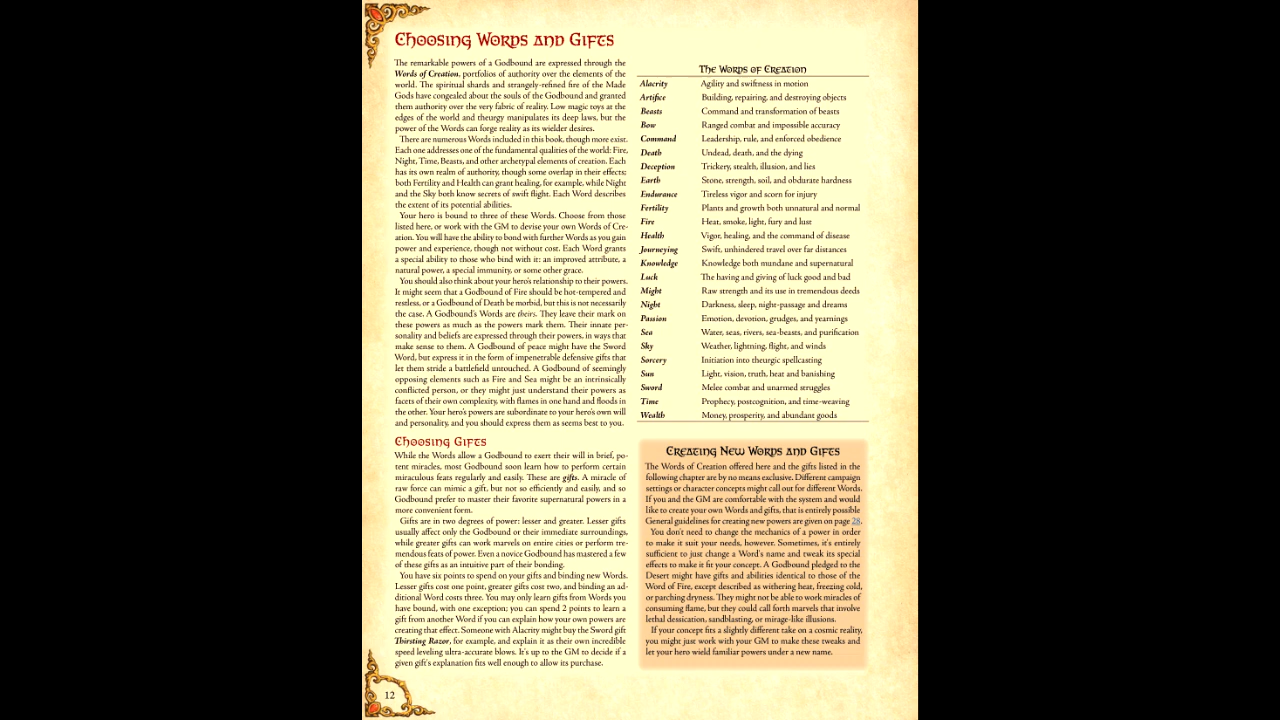 Choosing Words and Gifts
The remarkable powers of a Godbound are expressed through the
Words of Creation, portfolios of authority over the elements of the
world. The spiritual shards and strangely-refined fire of the Made
Gods have congealed about the souls of the Godbound and granted
them authority over the very fabric of reality. Low magic toys at the
edges of the world and theurgy manipulates its deep laws, but the
power of the Words can forge reality as its wielder desires.
There are numerous Words included in this book, though more exist.
Each one addresses one of the fundamental qualities of the world: Fire,
Night, Time, Beasts, and other archetypal elements of creation. Each
has its own realm of authority, though some overlap in their effects;
both Fertility and Health can grant healing, for example, while Night
and the Sky both know secrets of swift flight. Each Word describes
the extent of its potential abilities.
Your hero is bound to three of these Words. Choose from those
listed here, or work with the GM to devise your own Words of Cre-
ation. You will have the ability to bond with further Words as you gain
power and experience, though not without cost. Each Word grants
a special ability to those who bind with it: an improved attribute, a
natural power, a special immunity, or some other grace.
You should also think about your hero's relationship to their powers.
It might seem that a Godbound of Fire should be hot-tempered and
restless, or a Godbound of Death be morbid, but this is not necessarily
the case. A Godbound's Words are theirs. They leave their mark on
these powers as much as the powers mark them. Their innate per-
sonality and beliefs are expressed through their powers, in ways that
make sense to them. A Godbound of peace might have the Sword
Word, but express it in the form of impenetrable defensive gifts that
let them stride a battlefield untouched. A Godbound of seemingly
opposing elements such as Fire and Sea might be an intrinsically
conflicted person, or they might just understand their powers as
facets of their own complexity, with flames in one hand and floods in
the other. Your hero's powers are subordinate to your hero's own will
and personality, and you should express them as seems best to you.
Choosing Gifts
While the Words allow a Godbound to exert their will in brief, po-
tent miracles, most Godbound soon learn how to perform certain
miraculous feats regularly and easily. These are gifts. A miracle of
raw force can mimic a gift, but not so efficiently and easily, and so
Godbound prefer to master their favorite supernatural powers in a
more convenient form.
Gifts are in two degrees of power: lesser and greater. Lesser gifts
usually affect only the Godbound or their immediate surroundings,
while greater gifts can work marvels on entire cities or perform tre-
mendous feats of power. Even a novice Godbound has mastered a few
of these gifts as an intuitive part of their bonding.
You have six points to spend on your gifts and binding new Words.
Lesser gifts cost one point, greater gifts cost two, and binding an ad-
ditional Word costs three. You may only learn gifts from Words you
have bound, with one exception; you can spend 2 points to learn a
gift from another Word if you can explain how your own powers are
creating that effect. Someone with Alacrity might buy the Sword gift
Thirsting Razor, for example, and explain it as their own incredible
speed leveling ultra-accurate blows. It's up to the GM to decide if a
given gift's explanation fits well enough to allow its purchase.
12
The Words of Creation
Alacrity Agility and swiftness in motion
Artifice Building, repairing, and destroying objects
Beasts Command and transformation of beasts
Bow Ranged combat and impossible accuracy
Command Leadership, rule, and enforced obedience
Death Undead, death, and the dying
Deception Trickery, stealth, illusion, and lies
Earth Stone, strength, soil, and obdurate hardness
Endurance Tireless vigor and scorn for injury
Fertility Plants and growth both unnatural and normal
Fire Heat, smoke, light, fury and lust
Health Vigor, healing, and the command of disease
Journeying Swift, unhindered travel over far distances
Knowledge Knowledge both mundane and supernatural
Luck The having and giving of luck good and bad
Might Raw strength and its use in tremendous deeds
Night Darkness, sleep, night-passage and dreams
Passion Emotion, devotion, grudges, and yearnings
Sea Water, seas, rivers, sea-beasts, and purification
Sky Weather, lightning, flight, and winds
Sorcery Initiation into theurgic spellcasting
Sun Light, vision, truth, heat and banishing
Sword Melee combat and unarmed struggles
Time Prophecy, postcognition, and time-weaving
Wealth Money, prosperity, and abundant goods
Creating New Words and Gifts
The Words of Creation offered here and the gifts listed in the
following chapter are by no means exclusive. Different campaign
settings or character concepts might call out for different Words.
If you and the GM are comfortable with the system and would
like to create your own Words and gifts, that is entirely possible
General guidelines for creating new powers are given on page 28.
You don't need to change the mechanics of a power in order
to make it suit your needs, however. Sometimes, it's entirely
sufficient to just change a Word's name and tweak its special
effects to make it fit your concept. A Godbound pledged to the
Desert might have gifts and abilities identical to those of the
Word of Fire, except described as withering heat, freezing cold,
or parching dryness. They might not be able to work miracles of
consuming flame, but they could call forth marvels that involve
lethal dessication, sandblasting, or mirage-like illusions.
If your concept fits a slightly different take on a cosmic reality,
you might just work with your GM to make these tweaks and
let your hero wield familiar powers under a new name.